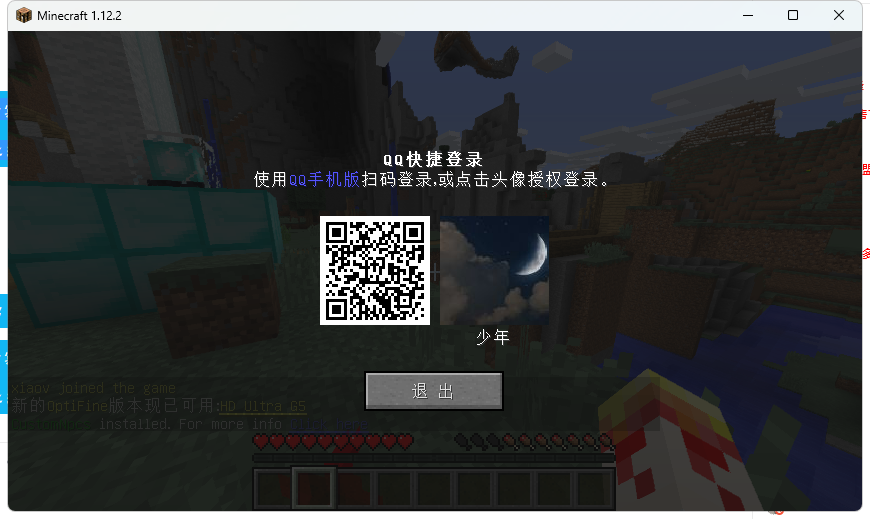 Minecraft 1.12.2
QQ快捷登录
使用QQ手机版扫码登录,或点击头像授权登录。
少年
退 出
joined the game
新的OptiFine版本现已可用:HD Ultra G5
installed. For more info